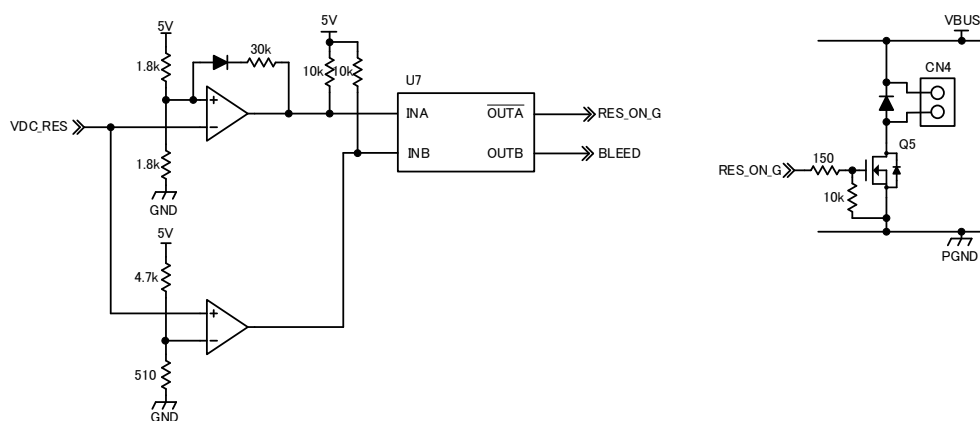 5V
1.8k
30k
5V
10k
10k
U7
INA
OUTA
RES_ON_G
INB
OUTB
BLEED
VDC_RES
1.8k
GND
5V
4.7k
510
GND
VBUS
CN4
Q5
RES_ON_G
150
10k
PGND